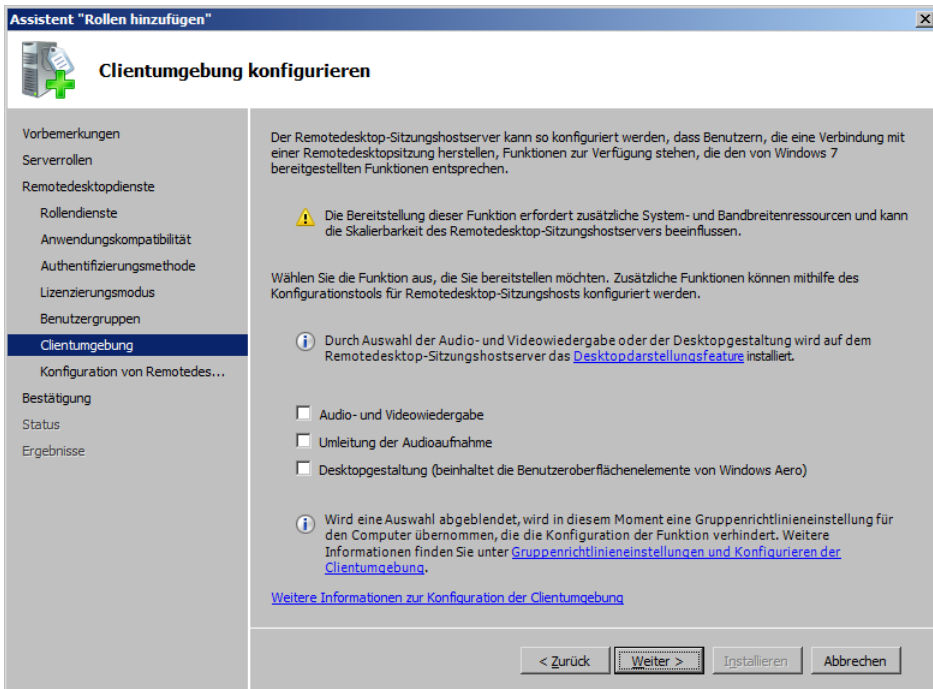 Assistent "Rollen hinzufügen"
Clientumgebung konfigurieren
Vorbemerkungen
Serverrollen
Remotedesktopdienste
Rollendienste
Anwendungskompatibilität
Authentifizierungsmethode
Lizenzierungsmodus
Benutzergruppen
Clientumgebung
Konfiguration von Remotedes...
Bestätigung
Status
Ergebnisse
Der Remotedesktop-Sitzungshostserver kann so konfiguriert werden, dass Benutzern, die eine Verbindung mit
einer Remotedesktopsitzung herstellen, Funktionen zur Verfügung stehen, die den von Windows 7
bereitgestellten Funktionen entsprechen.
Die Bereitstellung dieser Funktion erfordert zusätzliche System- und Bandbreitenressourcen und kann
die Skalierbarkeit des Remotedesktop-Sitzungshostservers beeinflussen.
Wählen Sie die Funktion aus, die Sie bereitstellen möchten. Zusätzliche Funktionen können mithilfe des
Konfigurationstools für Remotedesktop-Sitzungshosts konfiguriert werden.
Durch Auswahl der Audio- und Videowiedergabe oder der Desktopgestaltung wird auf dem
Remotedesktop-Sitzungshostserver das Desktopdarstellungsfeature installiert.
Audio- und Videowiedergabe
Umleitung der Audioaufnahme
Desktopgestaltung (beinhaltet die Benutzeroberflächenelemente von Windows Aero)
Wird eine Auswahl abgeblendet, wird in diesem Moment eine Gruppenrichtlinieneinstellung für
den Computer übernommen, die die Konfiguration der Funktion verhindert. Weitere
Informationen finden Sie unter Gruppenrichtlinieneinstellungen und Konfigurieren der
Clientumgebung.
Weitere Informationen zur Konfiguration der Clientumgebung
< Zurück
Weiter >
Installieren
Abbrechen